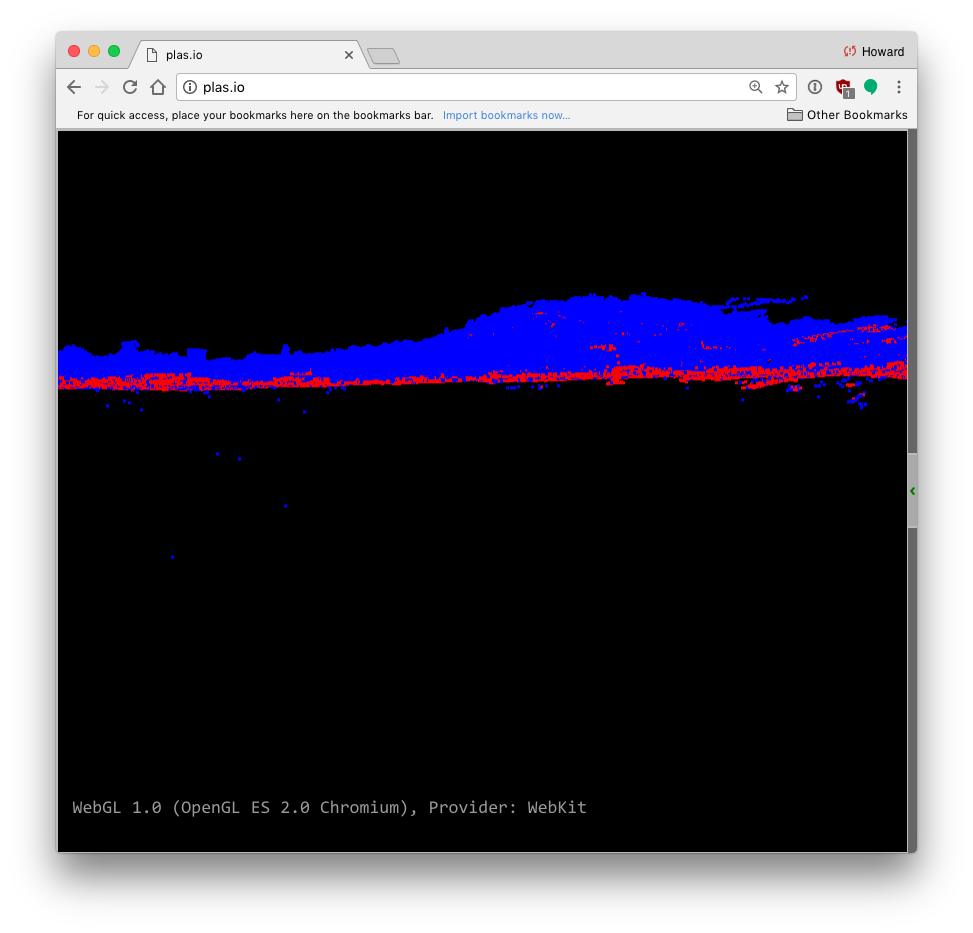 plas.io
Howard
plas.io
1
For quick access, place your bookmarks here on the bookmarks bar. Import bookmarks now...
Other Bookmarks
WebGL 1.0 (OpenGL ES 2.0 Chromium), Provider: WebKit